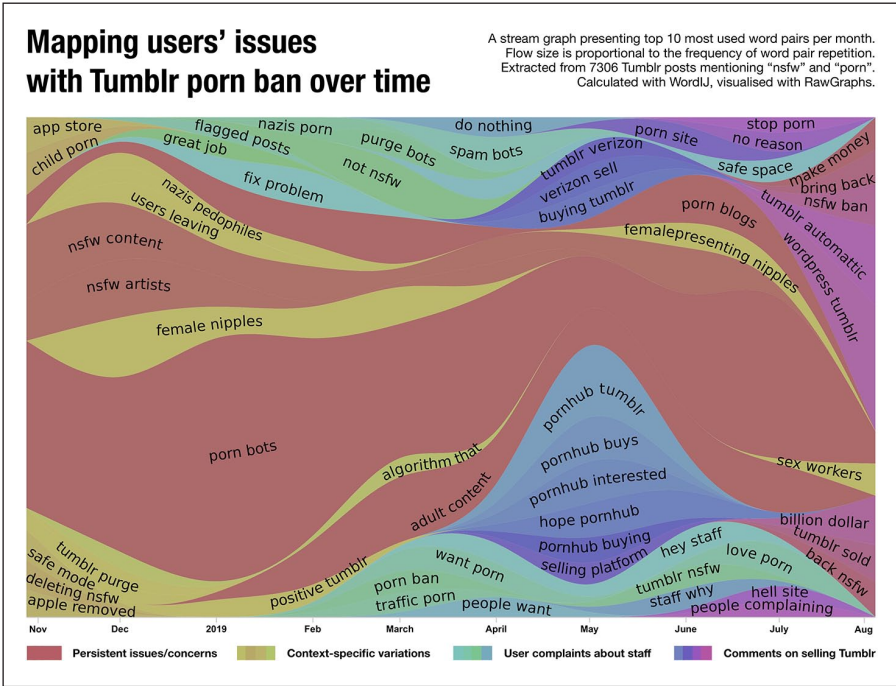 Mapping users' issues
with Tumblr porn ban over time
A stream graph presenting top 10 most used word pairs per month.
Flow size is proportional to the frequency of word pair repetition.
Extracted from 7306 Tumblr posts mentioning "nsfw" and "porn".
Calculated with WordIJ, visualised with RawGraphs.
app store
child porn
flagged posts
great job
nazis porn
purge bots
not nsfw
fix problem
do nothing
spam bots
tumblr verizon
verizon sell
buying tumblr
porn site
stop porn
no reason
safe space
make money
bring back
nsfw ban
nazis pedophiles
users leaving
nsfw content
nsfw artists
female nipples
porn blogs
femalepresenting nipples
tumblr automattic
wordpress tumblr
porn bots
algorithm that
adult content
pornhub tumblr
pornhub buys
pornhub interested
hope pornhub
pornhub buying
selling platform
sex workers
billion dollar
tumblr sold
back nsfw
tumblr purge
safe mode
deleting nsfw
apple removed
positive tumblr
want porn
porn ban
traffic porn
people want
hey staff
love porn
tumblr nsfw
staff why
hell site
people complaining
Nov Dec 2019 Feb March April May June July Aug
Persistent issues/concerns Context-specific variations User complaints about staff Comments on selling Tumblr